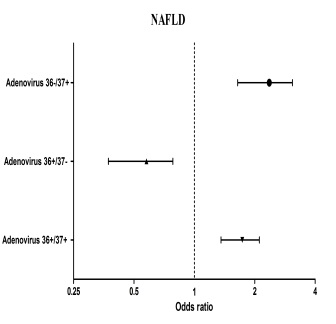 NAFLD
Adenovirus 36-/37+
Adenovirus 36+/37-
Adenovirus 36+/37+
0.25 0.5 1 2 4
Odds ratio